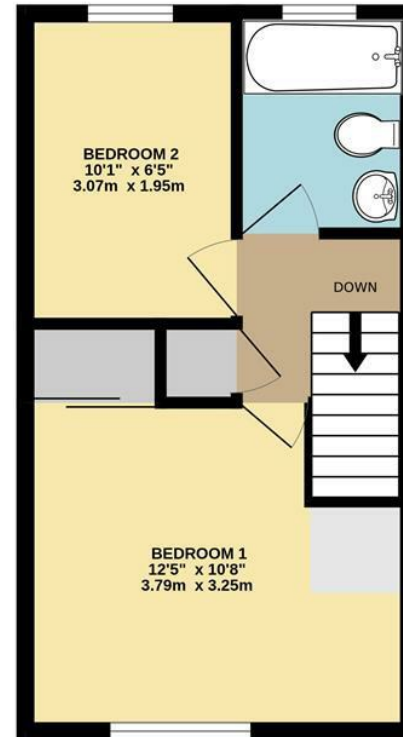 BEDROOM 2
10'1" x 6'5"
3.07m x 1.95m
DOWN
BEDROOM 1
12'5" x 10'8"
3.79m x 3.25m